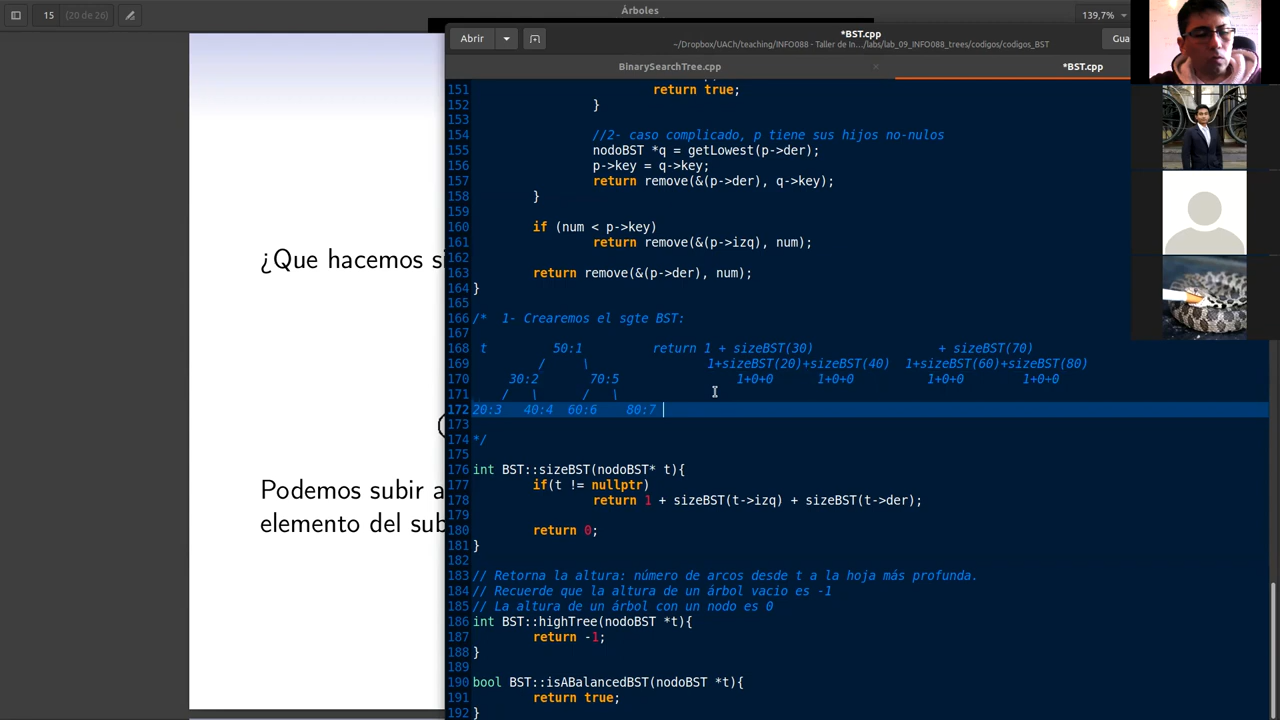 15 (20 de 26)
Árboles
139,7%
¿Que hacemos si
Podemos subir a
elemento del sub
Abrir
*BST.cpp
~/Dropbox/UACh/teaching/INFO088 - Taller de In.../labs/lab_09_INFO088_trees/codigos/codigos_BST
Gua
BinarySearchTree.cpp
*BST.cpp
151 return true;
152 }
153
154 //2- caso complicado, p tiene sus hijos no-nulos
155 nodoBST *q = getLowest(p->der);
156 p->key = q->key;
157 return remove(&(p->der), q->key);
158 }
159
160 if (num < p->key)
161 return remove(&(p->izq), num);
162
163 return remove(&(p->der), num);
164 }
165
166 /* 1- Crearemos el sgte BST:
167
168 t 50:1 return 1 + sizeBST(30) + sizeBST(70)
169 / \ 1+sizeBST(20)+sizeBST(40) 1+sizeBST(60)+sizeBST(80)
170 30:2 70:5 1+0+0 1+0+0 1+0+0 1+0+0
171 / \ / \
172 20:3 40:4 60:6 80:7
173
174 */
175
176 int BST::sizeBST(nodoBST* t){
177 if(t != nullptr)
178 return 1 + sizeBST(t->izq) + sizeBST(t->der);
179
180 return 0;
181 }
182
183 // Retorna la altura: número de arcos desde t a la hoja más profunda.
184 // Recuerde que la altura de un árbol vacio es -1
185 // La altura de un árbol con un nodo es 0
186 int BST::highTree(nodoBST *t){
187 return -1;
188 }
189
190 bool BST::isABalancedBST(nodoBST *t){
191 return true;
192 }